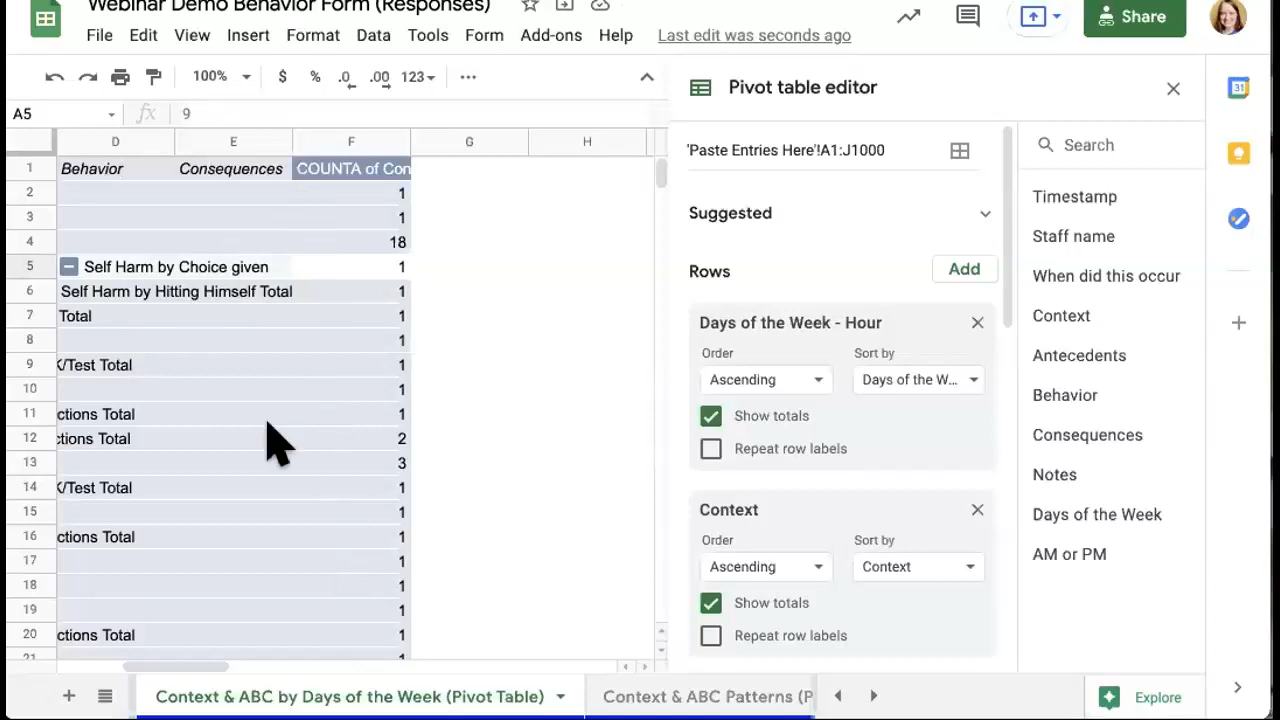 Webinar Demo Behavior Form (Responses)
File Edit View Insert Format Data Tools Form Add-ons Help Last edit was seconds ago
Share
100% $ % .0 .00 123
A5 fx 9
D E F G H
1 Behavior Consequences COUNTA of Con
2 1
3 1
4 18
5 Self Harm by Choice given 1
6 Self Harm by Hitting Himself Total 1
7 Total 1
8 1
9 K/Test Total 1
10 1
11 ctions Total 1
12 ctions Total 2
13 3
14 K/Test Total 1
15 1
16 ctions Total 1
17 1
18 1
19 1
20 ctions Total 1
21 1
Pivot table editor
'Paste Entries Here'!A1:J1000
Suggested
Rows Add
Days of the Week - Hour
Order Sort by
Ascending Days of the W...
Show totals
Repeat row labels
Context
Order Sort by
Ascending Context
Show totals
Repeat row labels
Search
Timestamp
Staff name
When did this occur
Context
Antecedents
Behavior
Consequences
Notes
Days of the Week
AM or PM
31
Context & ABC by Days of the Week (Pivot Table) Context & ABC Patterns (P
Explore